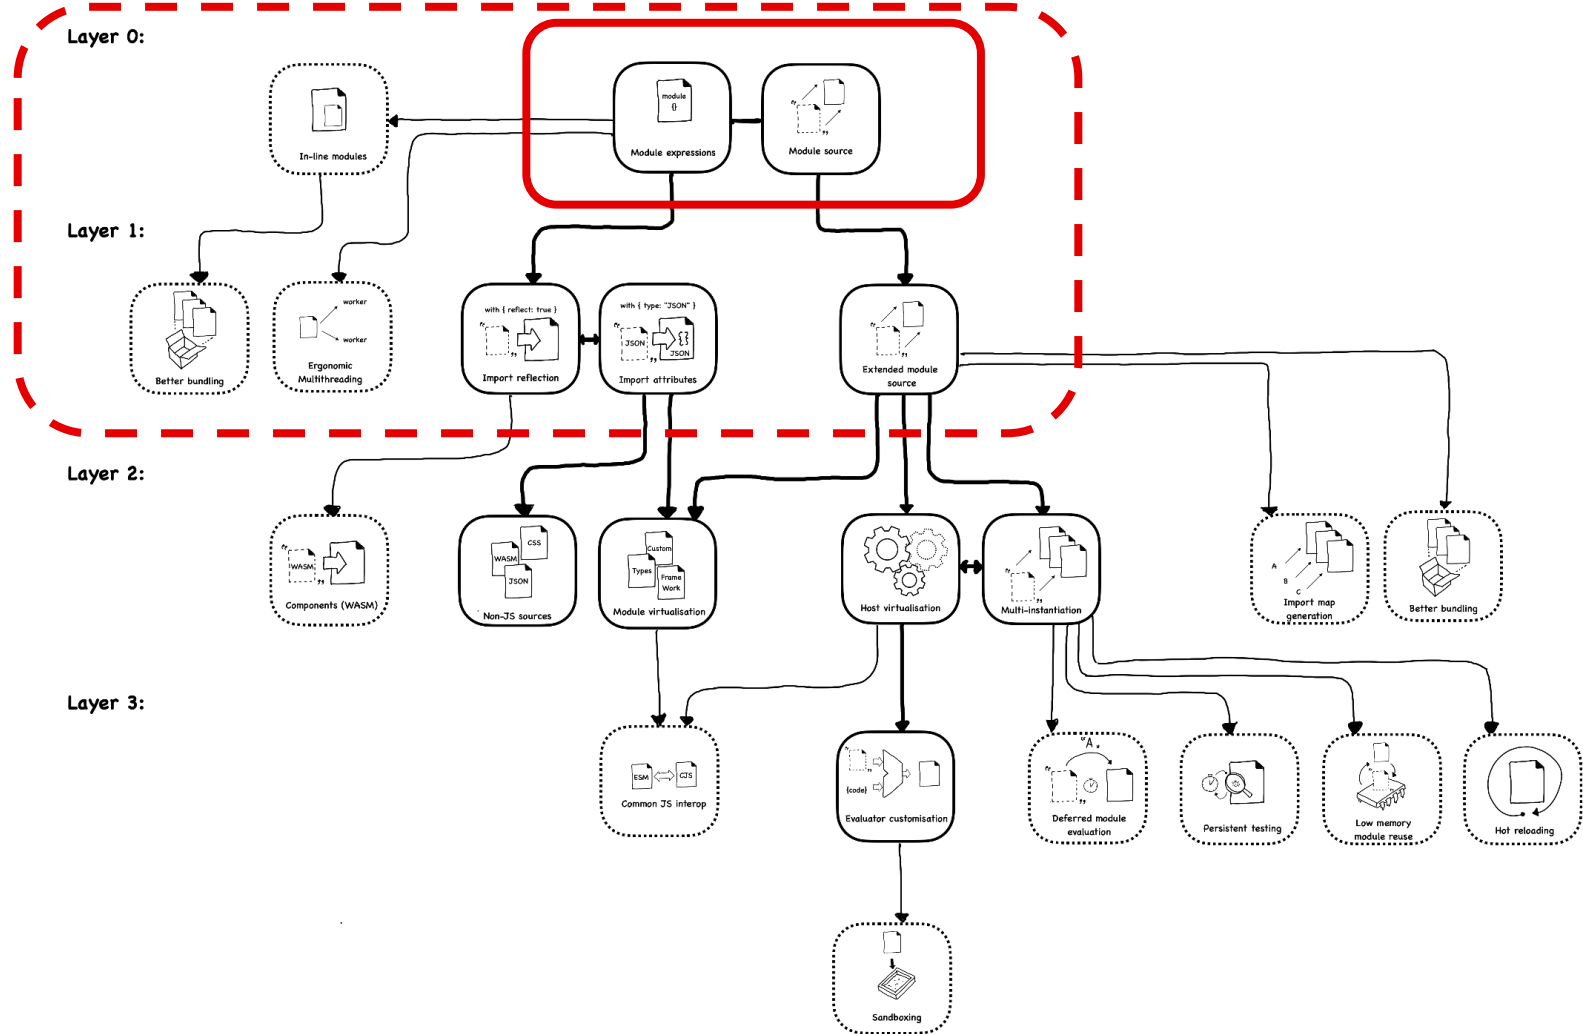 Layer 0:
module
{}
Module expressions
"
"
Module source
In-line modules
Layer 1:
Better bundling
worker
worker
Ergonomic
Multithreading
with { reflect: true }
"
"
Import reflection
with { type: "JSON" }
"
JSON
"
{ }
JSON
Import attributes
"
"
Extended module
source
Layer 2:
"
WASM
"
Components (WASM)
CSS
WASM
JSON
Non-JS sources
Custom
Types
Frame
Work
Module virtualisation
Host virtualisation
"
"
Multi-instantiation
A
B
C
Import map
generation
Better bundling
Layer 3:
ESM
CJS
Common JS interop
"
"
{code}
Evaluator customisation
"A"
"
"
Deferred module
evaluation
Persistent testing
Low memory
module reuse
Hot reloading
Sandboxing